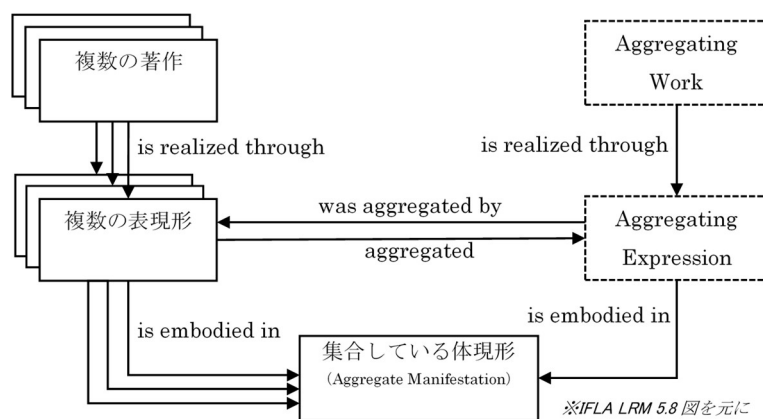 複数の著作
Aggregating
Work
is realized through
is realized through
複数の表現形
was aggregated by
aggregated
Aggregating
Expression
is embodied in
is embodied in
集合している体現形
(Aggregate Manifestation)
※IFLA LRM 5.8 図を元に